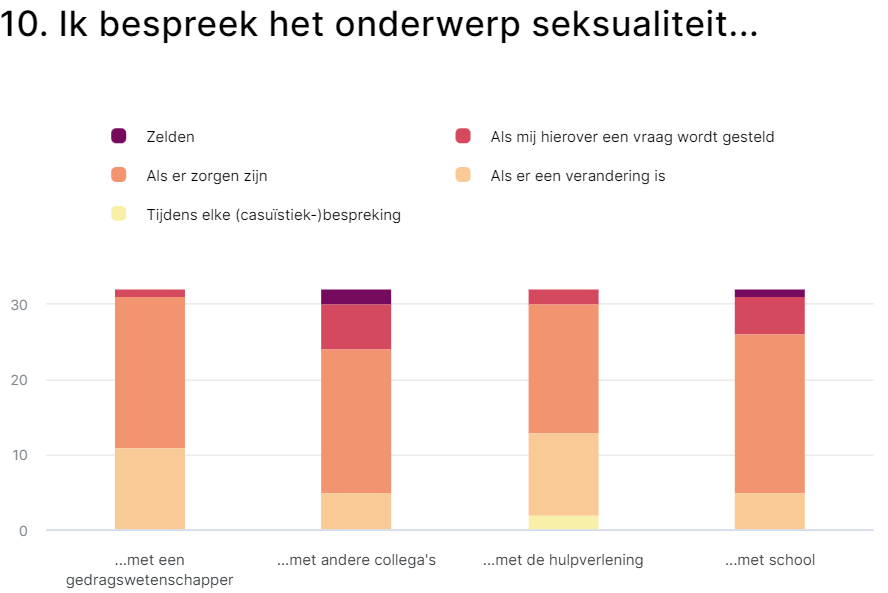 10. Ik bespreek het onderwerp seksualiteit...
Zelden
Als mij hierover een vraag wordt gesteld
Als er zorgen zijn
Als er een verandering is
Tijdens elke (casuïstiek-)bespreking
30
20
10
0
...met een
gedragswetenschapper
...met andere collega's
...met de hulpverlening
...met school